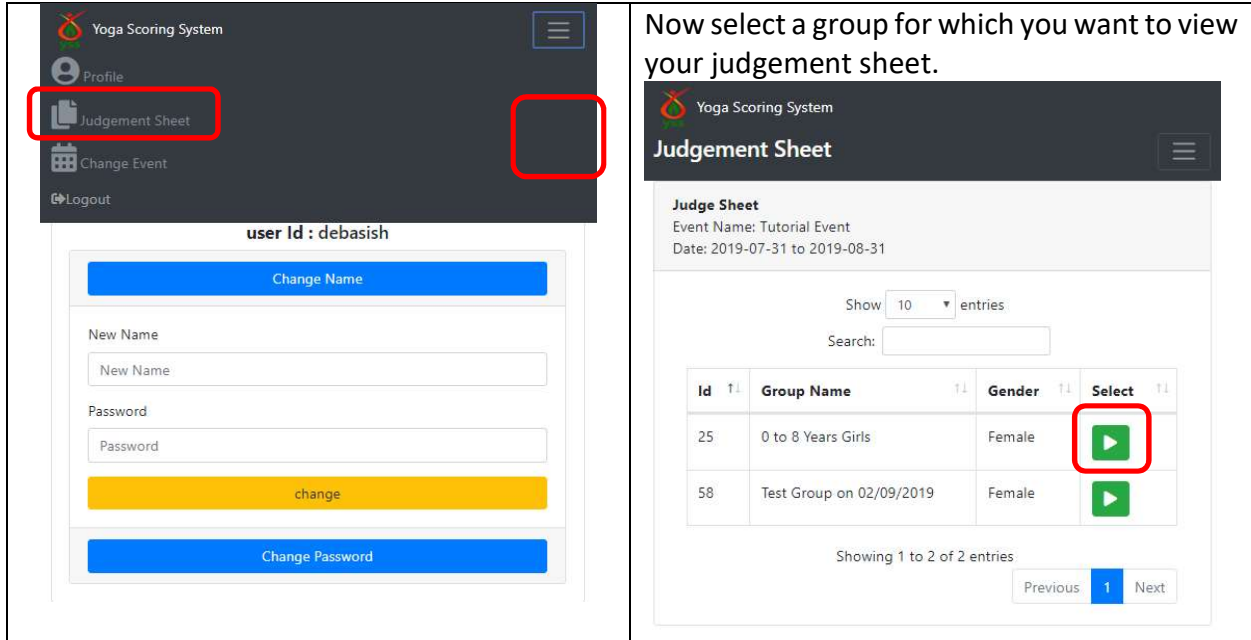 Yoga Scoring System
ysa
Profile
Judgement Sheet
Change Event
Logout
user Id : debasish
Change Name
New Name
New Name
Password
Password
change
Change Password
Now select a group for which you want to view
your judgement sheet.
Yoga Scoring System
ysa
Judgement Sheet
Judge Sheet
Event Name: Tutorial Event
Date: 2019-07-31 to 2019-08-31
Show 10 entries
Search:
Id Group Name Gender Select
25 0 to 8 Years Girls Female
58 Test Group on 02/09/2019 Female
Showing 1 to 2 of 2 entries
Previous 1 Next